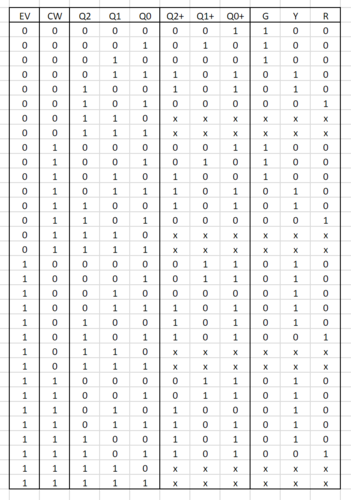 EV CW Q2 Q1 Q0 Q2+ Q1+ Q0+ G Y R
0 0 0 0 0 0 0 1 1 0 0
0 0 0 0 1 0 1 0 1 0 0
0 0 0 1 0 0 0 0 1 0 0
0 0 0 1 1 1 0 1 0 1 0
0 0 1 0 0 1 0 1 0 1 0
0 0 1 0 1 0 0 0 0 0 1
0 0 1 1 0 x x x x x x
0 0 1 1 1 x x x x x x
0 1 0 0 0 0 0 1 1 0 0
0 1 0 0 1 0 1 0 1 0 0
0 1 0 1 0 1 0 0 1 0 0
0 1 0 1 1 1 0 1 0 1 0
0 1 1 0 0 1 0 1 0 1 0
0 1 1 0 1 0 0 0 0 0 1
0 1 1 1 0 x x x x x x
0 1 1 1 1 x x x x x x
1 0 0 0 0 0 1 1 0 1 0
1 0 0 0 1 0 1 1 0 1 0
1 0 0 1 0 0 0 0 0 1 0
1 0 0 1 1 1 0 1 0 1 0
1 0 1 0 0 1 0 1 0 1 0
1 0 1 0 1 1 0 1 0 0 1
1 0 1 1 0 x x x x x x
1 0 1 1 1 x x x x x x
1 1 0 0 0 0 1 1 0 1 0
1 1 0 0 1 0 1 1 0 1 0
1 1 0 1 0 1 0 0 0 1 0
1 1 0 1 1 1 0 1 0 1 0
1 1 1 0 0 1 0 1 0 1 0
1 1 1 0 1 1 0 1 0 0 1
1 1 1 1 0 x x x x x x
1 1 1 1 1 x x x x x x